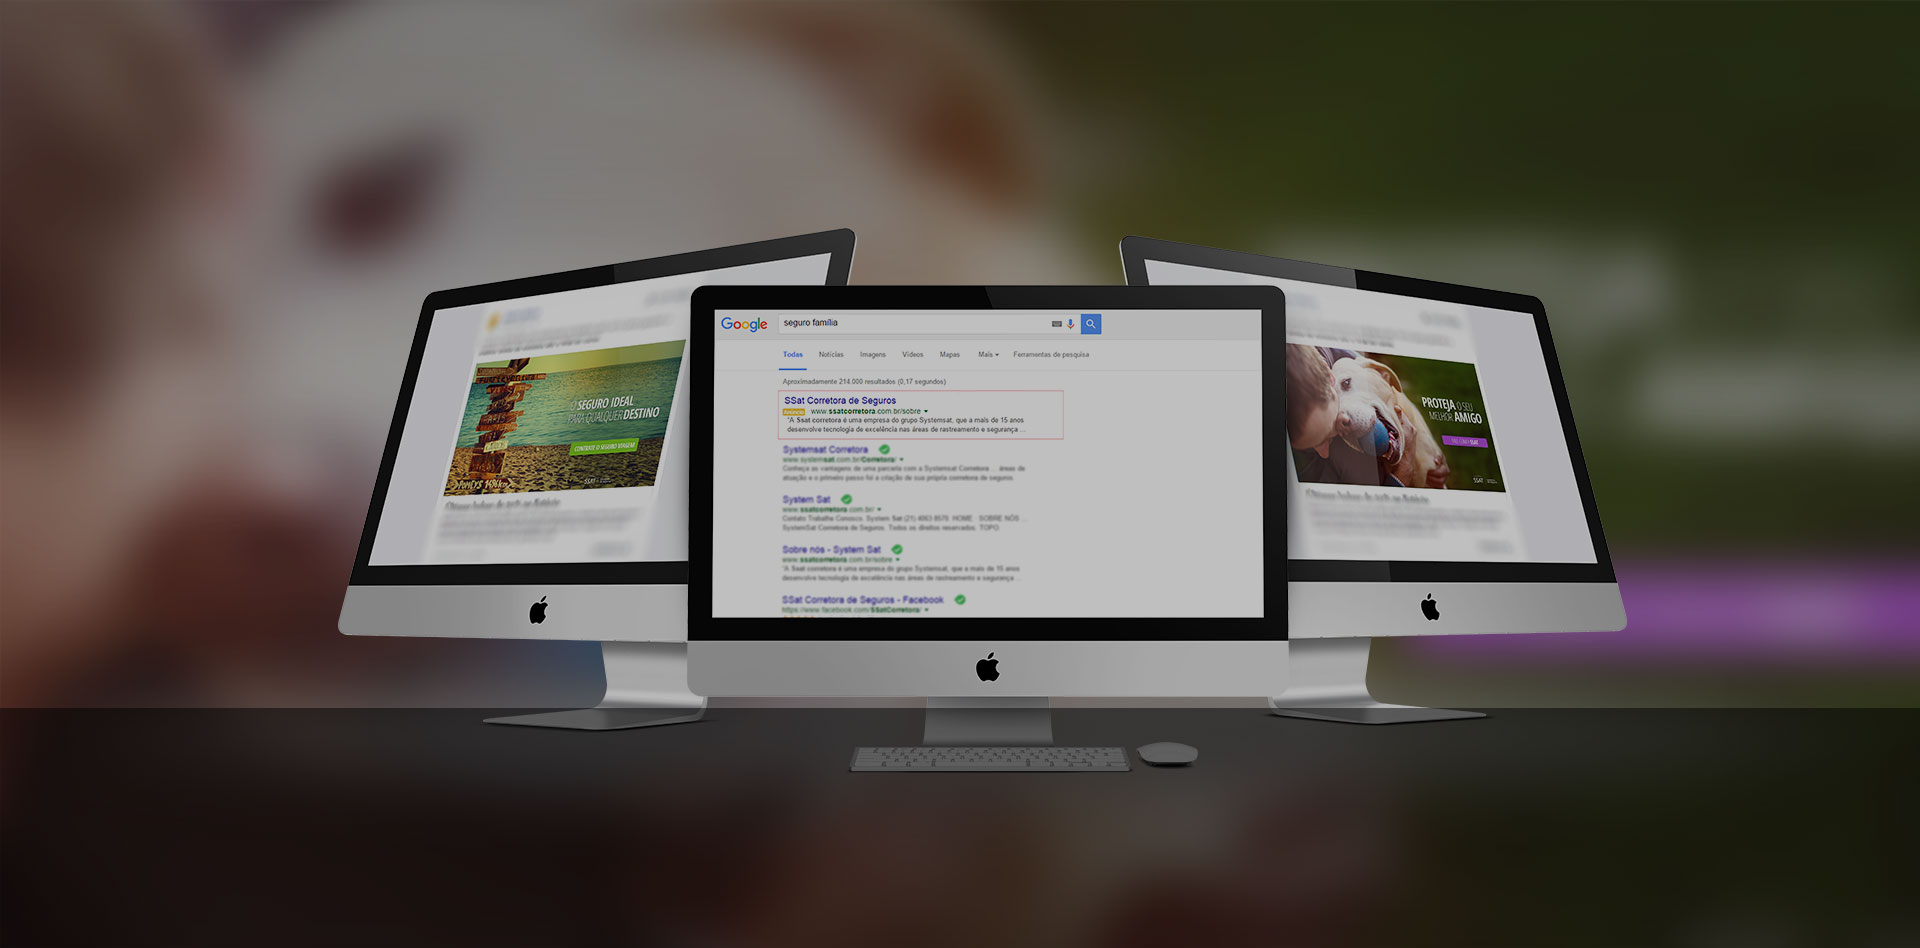 Google
seguro família
Todas Notícias Imagens Vídeos Mapas Mais Ferramentas de pesquisa
Aproximadamente 214.000 resultados (0,17 segundos)
SSat Corretora de Seguros
Anúncio www.ssatcorretora.com.br/sobre
"A Ssat corretora é uma empresa do grupo Systemsat, que a mais de 15 anos
desenvolve tecnologia de excelência nas áreas de rastreamento e segurança ...
Systemsat Corretora
www.systemsat.com.br/Corretora/
Conheça as vantagens de uma parceria com a Systemsat Corretora ... áreas de
atuação e o primeiro passo foi a criação de sua própria corretora de seguros.
System Sat
www.ssatcorretora.com.br/
Contato Trabalhe Conosco. System Sat (21) 4063 8570. HOME · SOBRE NÓS ...
SystemSat Corretora de Seguros. Todos os direitos reservados. TOPO.
Sobre nós - System Sat
www.ssatcorretora.com.br/sobre
"A Ssat corretora é uma empresa do grupo Systemsat, que a mais de 15 anos
desenvolve tecnologia de excelência nas áreas de rastreamento e segurança ...
SSat Corretora de Seguros - Facebook
https://www.facebook.com/SSatCorretora/
O SEGURO IDEAL
PARA QUALQUER DESTINO
CONTRATE O SEGURO VIAGEM
SSAT
PROTEJA O SEU
MELHOR AMIGO
SSAT